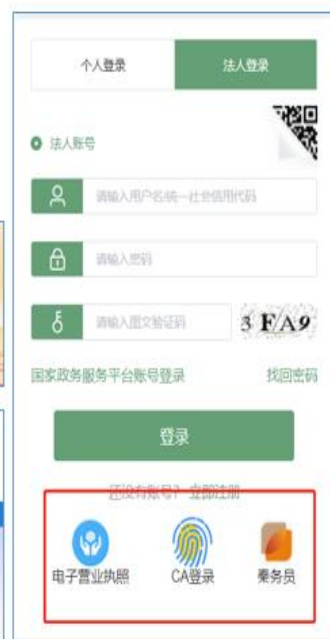 个人登录 法人登录
法人账号
请输入用户名/统一社会信用代码
请输入密码
请输入图文验证码 3 F/A9
国家政务服务平台账号登录 找回密码
登录
还没有账号? 立即注册
电子营业执照 CA登录 秦务员